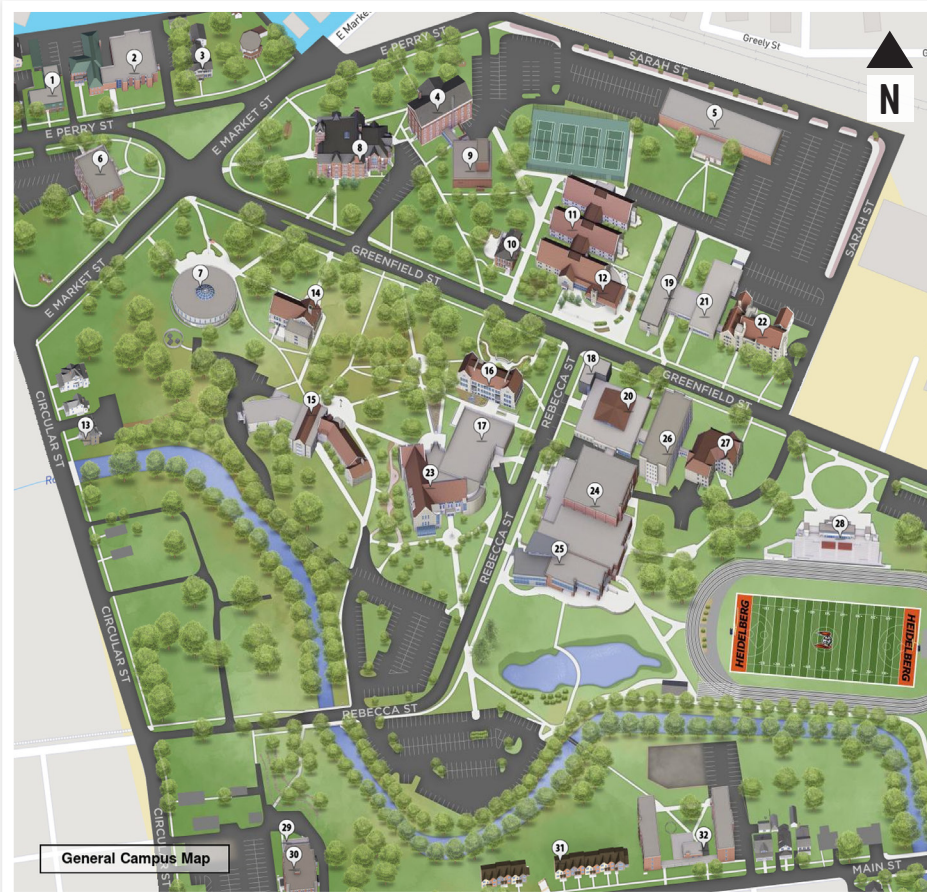 E Market
Greely St
E PERRY ST
SARAH ST
N
1
2
3
4
5
E PERRY ST
E MARKET ST
6
8
9
SARAH ST
11
10
7
GREENFIELD ST
12
E MARKET ST
14
19
21
22
18
16
REBECCA ST
GREENFIELD ST
15
20
CIRCULAR ST
13
17
26
27
23
24
28
REBECCA ST
25
HEIDELBERG
HEIDELBERG
CIRCULAR ST
REBECCA ST
29
30
31
32
CIRCULAR ST
General Campus Map
MAIN ST